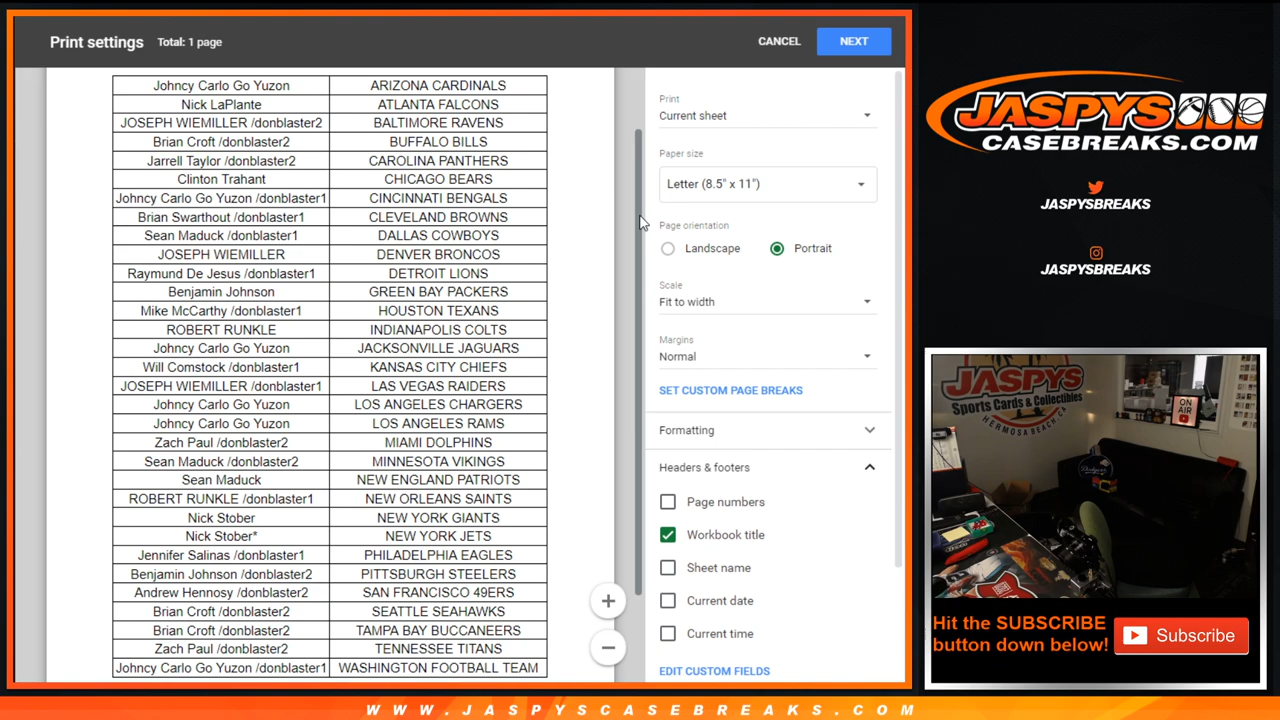 Print settings Total: 1 page CANCEL NEXT
Johncy Carlo Go Yuzon ARIZONA CARDINALS
Nick LaPlante ATLANTA FALCONS
JOSEPH WIEMILLER /donblaster2 BALTIMORE RAVENS
Brian Croft /donblaster2 BUFFALO BILLS
Jarrell Taylor /donblaster2 CAROLINA PANTHERS
Clinton Trahant CHICAGO BEARS
Johncy Carlo Go Yuzon /donblaster1 CINCINNATI BENGALS
Brian Swarthout /donblaster1 CLEVELAND BROWNS
Sean Maduck /donblaster1 DALLAS COWBOYS
JOSEPH WIEMILLER DENVER BRONCOS
Raymund De Jesus /donblaster1 DETROIT LIONS
Benjamin Johnson GREEN BAY PACKERS
Mike McCarthy /donblaster1 HOUSTON TEXANS
ROBERT RUNKLE INDIANAPOLIS COLTS
Johncy Carlo Go Yuzon JACKSONVILLE JAGUARS
Will Comstock /donblaster1 KANSAS CITY CHIEFS
JOSEPH WIEMILLER /donblaster1 LAS VEGAS RAIDERS
Johncy Carlo Go Yuzon LOS ANGELES CHARGERS
Johncy Carlo Go Yuzon LOS ANGELES RAMS
Zach Paul /donblaster2 MIAMI DOLPHINS
Sean Maduck /donblaster2 MINNESOTA VIKINGS
Sean Maduck NEW ENGLAND PATRIOTS
ROBERT RUNKLE /donblaster1 NEW ORLEANS SAINTS
Nick Stober NEW YORK GIANTS
Nick Stober* NEW YORK JETS
Jennifer Salinas /donblaster1 PHILADELPHIA EAGLES
Benjamin Johnson /donblaster2 PITTSBURGH STEELERS
Andrew Hennosy /donblaster2 SAN FRANCISCO 49ERS
Brian Croft /donblaster2 SEATTLE SEAHAWKS
Brian Croft /donblaster2 TAMPA BAY BUCCANEERS
Zach Paul /donblaster2 TENNESSEE TITANS
Johncy Carlo Go Yuzon /donblaster1 WASHINGTON FOOTBALL TEAM
Print
Current sheet
Paper size
Letter (8.5" x 11")
Page orientation
Landscape Portrait
Scale
Fit to width
Margins
Normal
SET CUSTOM PAGE BREAKS
Formatting
Headers & footers
Page numbers
Workbook title
Sheet name
Current date
Current time
EDIT CUSTOM FIELDS
JASPYS
CASEBREAKS.COM
JASPYSBREAKS
JASPYSBREAKS
JASPYS
Sports Cards & Collectibles
HERMOSA BEACH, CA
ON
AIR
Hit the SUBSCRIBE
button down below!
Subscribe
WWW.JASPYSCASEBREAKS.COM